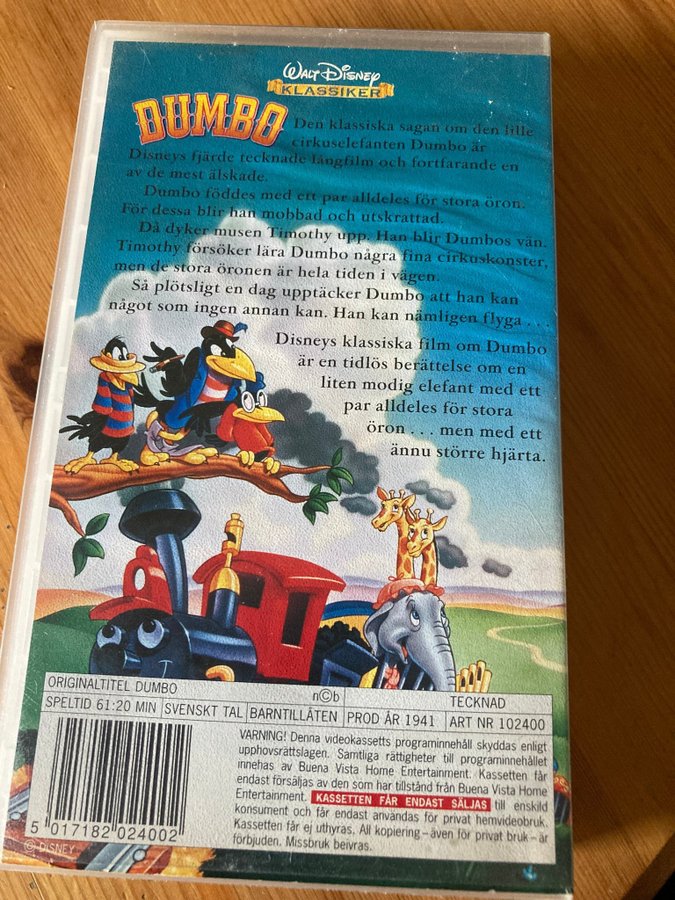 WALT DISNEY
KLASSIKER
DUMBO
Den klassiska sagan om den lille
cirkuselefanten Dumbo är
Disneys fjärde tecknade långfilm och fortfarande en
av de mest älskade.
Dumbo föddes med ett par alldeles för stora öron.
För dessa blir han mobbad och utskrattad.
Då dyker musen Timothy upp. Han blir Dumbos vän.
Timothy försöker lära Dumbo några fina cirkuskonster,
men de stora öronen är hela tiden i vägen.
Så plötsligt en dag upptäcker Dumbo att han kan
något som ingen annan kan. Han kan nämligen flyga . . .
Disneys klassiska film om Dumbo
är en tidlös berättelse om en
liten modig elefant med ett
par alldeles för stora
öron . . . men med ett
ännu större hjärta.
ORIGINALTITEL DUMBO n©b TECKNAD
SPELTID 61:20 MIN SVENSKT TAL BARNTILLÅTEN PROD ÅR 1941 ART NR 102400
VARNING! Denna videokassetts programinnehåll skyddas enligt
upphovsrättslagen. Samtliga rättigheter till programinnehållet
innehas av Buena Vista Home Entertainment. Kassetten får
endast försäljas av den som har tillstånd från Buena Vista Home
Entertainment. KASSETTEN FÅR ENDAST SÄLJAS till enskild
konsument och får endast användas för privat hemvideobruk.
Kassetten får ej uthyras. All kopiering – även för privat bruk – är
förbjuden. Missbruk beivras.
5 017182 024002
© DISNEY